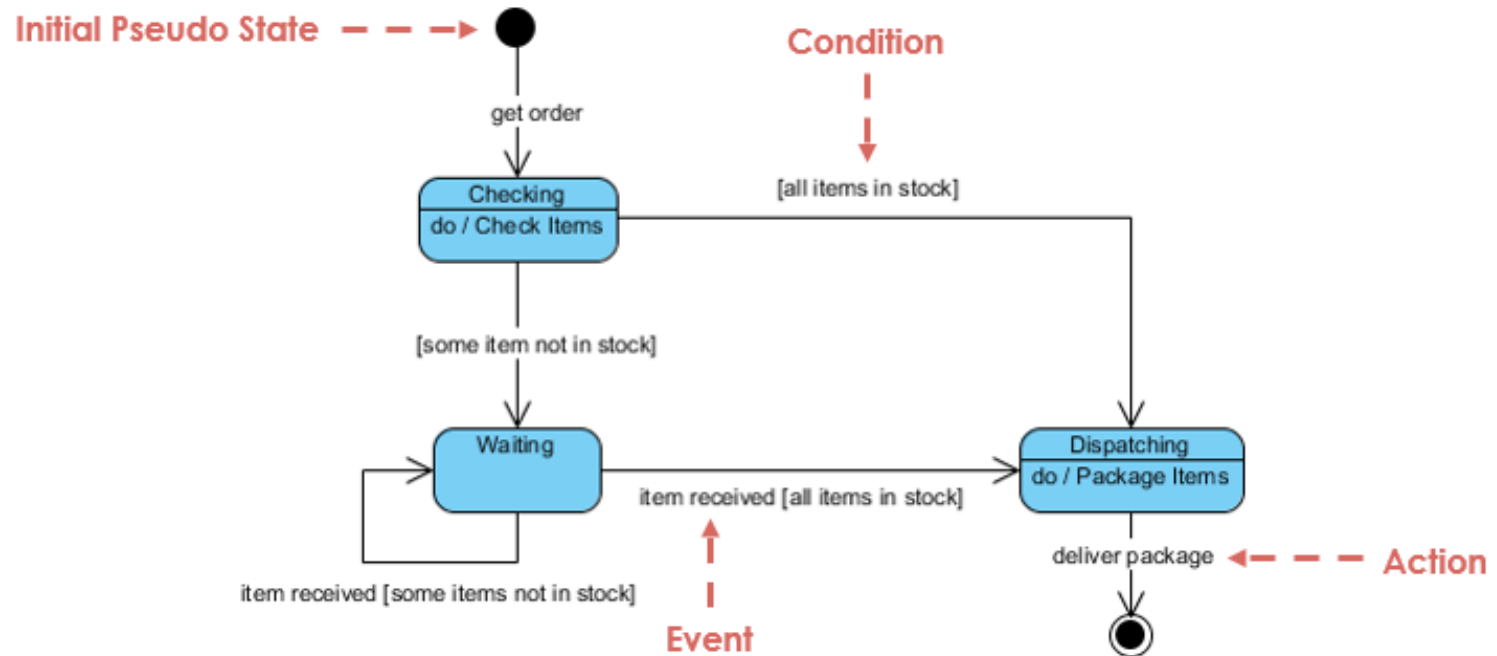 Initial Pseudo State
Condition
get order
[all items in stock]
Checking
do / Check Items
[some item not in stock]
Waiting
Dispatching
do / Package Items
item received [all items in stock]
deliver package
Action
item received [some items not in stock]
Event